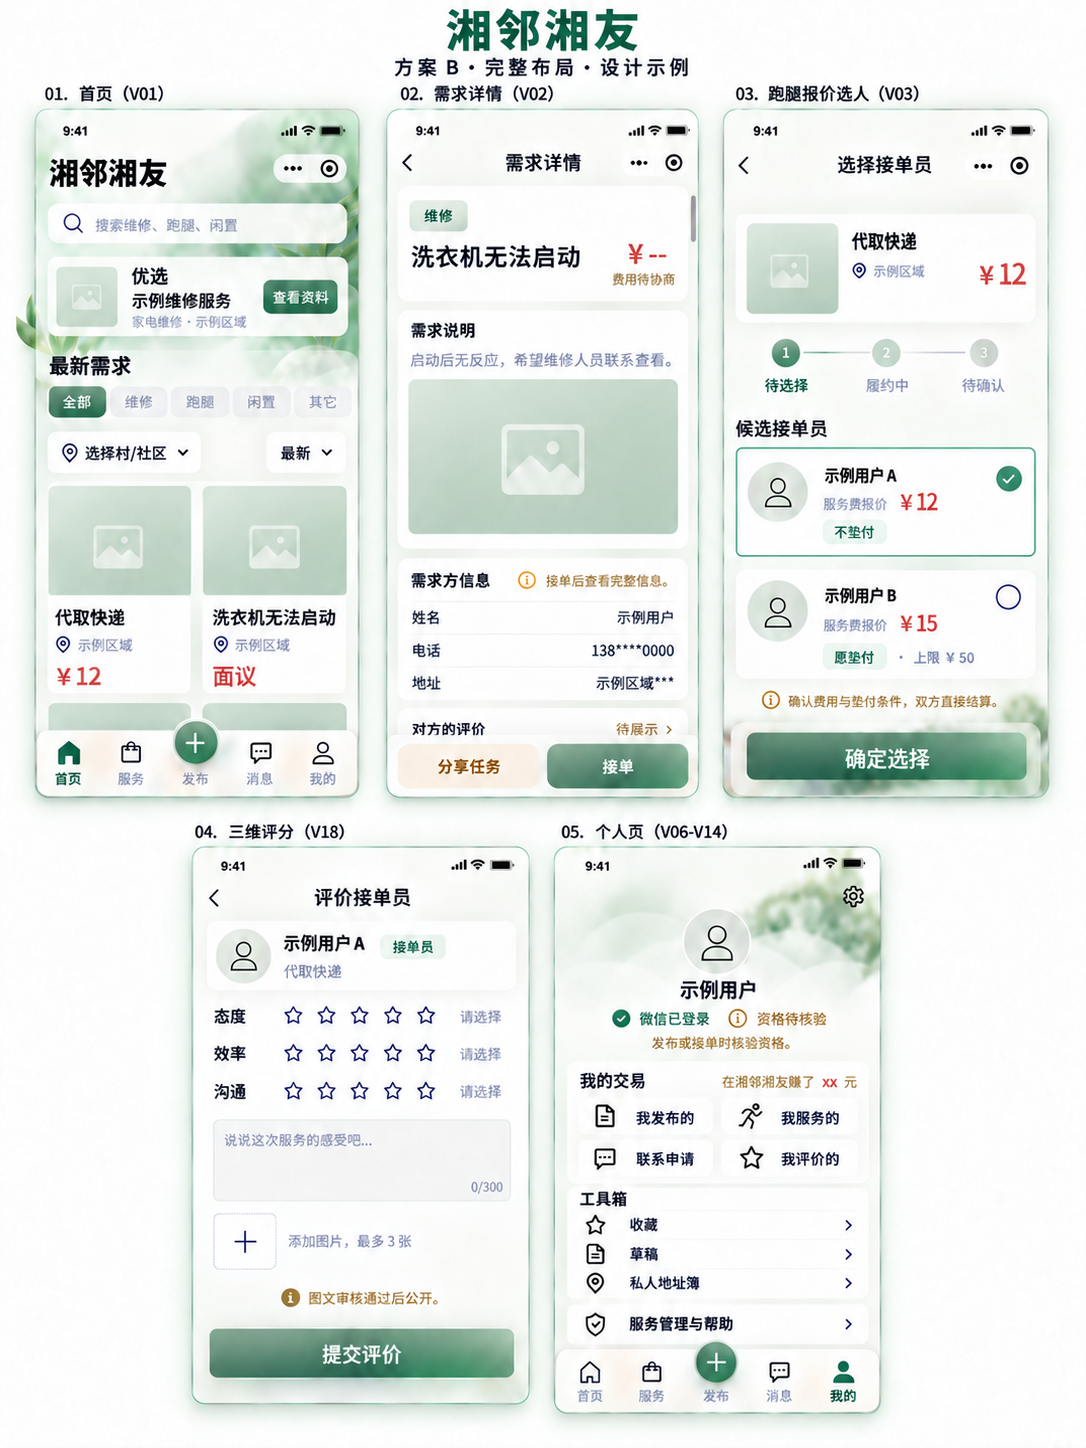 湘邻湘友
方案 B·完整布局·设计示例
01. 首页（V01）
9:41
湘邻湘友
搜索维修、跑腿、闲置
优选
示例维修服务
家电维修·示例区域
查看资料
最新需求
全部 维修 跑腿 闲置 其它
选择村/社区 最新
代取快递
示例区域
¥12
洗衣机无法启动
示例区域
面议
首页 服务 发布 消息 我的
02. 需求详情（V02）
9:41
需求详情
维修
洗衣机无法启动
¥--
费用待协商
需求说明
启动后无反应，希望维修人员联系查看。
需求方信息 接单后查看完整信息。
姓名 示例用户
电话 138****0000
地址 示例区域***
对方的评价 待展示
分享任务 接单
03. 跑腿报价选人（V03）
9:41
选择接单员
代取快递
示例区域
¥12
1 2 3
待选择 履约中 待确认
候选接单员
示例用户A
服务费报价 ¥12
不垫付
示例用户B
服务费报价 ¥15
愿垫付 · 上限 ¥50
确认费用与垫付条件，双方直接结算。
确定选择
04. 三维评分（V18）
9:41
评价接单员
示例用户A 接单员
代取快递
态度 请选择
效率 请选择
沟通 请选择
说说这次服务的感受吧...
0/300
添加图片，最多 3 张
图文审核通过后公开。
提交评价
05. 个人页（V06-V14）
9:41
示例用户
微信已登录 资格待核验
发布或接单时核验资格。
我的交易 在湘邻湘友赚了 xx 元
我发布的 我服务的
联系申请 我评价的
工具箱
收藏
草稿
私人地址簿
服务管理与帮助
首页 服务 发布 消息 我的